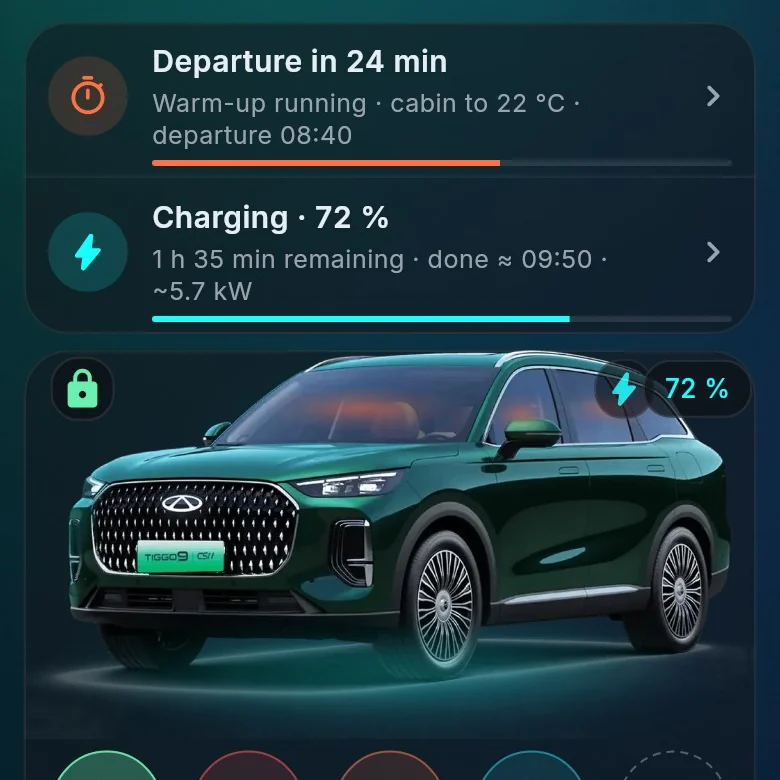 Departure in 24 min
Warm-up running · cabin to 22 °C ·
departure 08:40
Charging · 72 %
1 h 35 min remaining · done ≈ 09:50 ·
~5.7 kW
72 %
TIGGO9